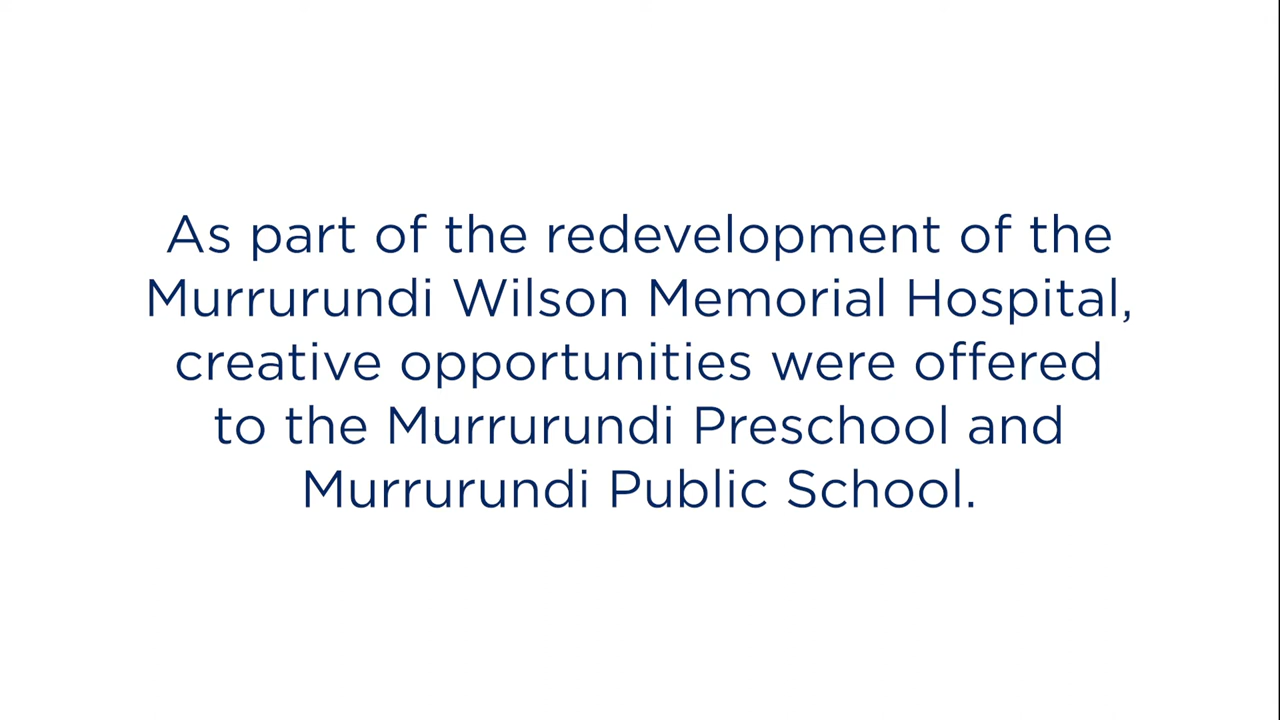 As part of the redevelopment of the
Murrurundi Wilson Memorial Hospital,
creative opportunities were offered
to the Murrurundi Preschool and
Murrurundi Public School.